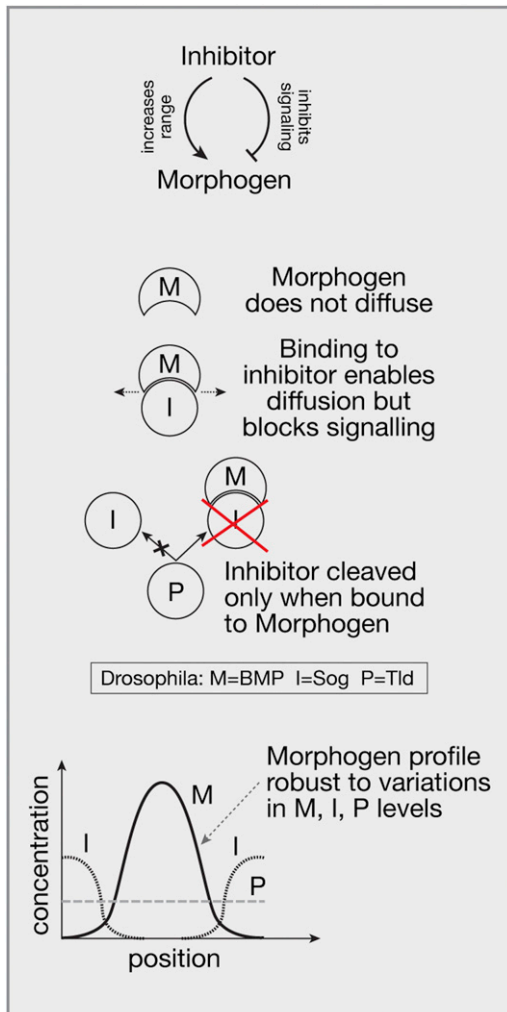 Inhibitor
increases
range
inhibits
signaling
Morphogen
M
Morphogen
does not diffuse
M
I
Binding to
inhibitor enables
diffusion but
blocks signalling
M
I
I
P
Inhibitor cleaved
only when bound
to Morphogen
Drosophila: M=BMP I=Sog P=Tld
Morphogen profile
robust to variations
in M, I, P levels
M
I
I
P
concentration
position